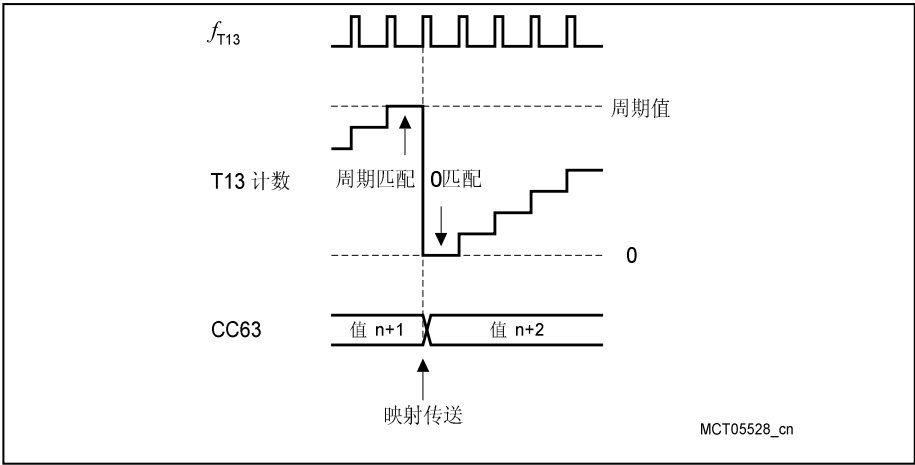 fT13
周期值
T13 计数
周期匹配
0匹配
0
CC63
值 n+1
值 n+2
映射传送
MCT05528_cn